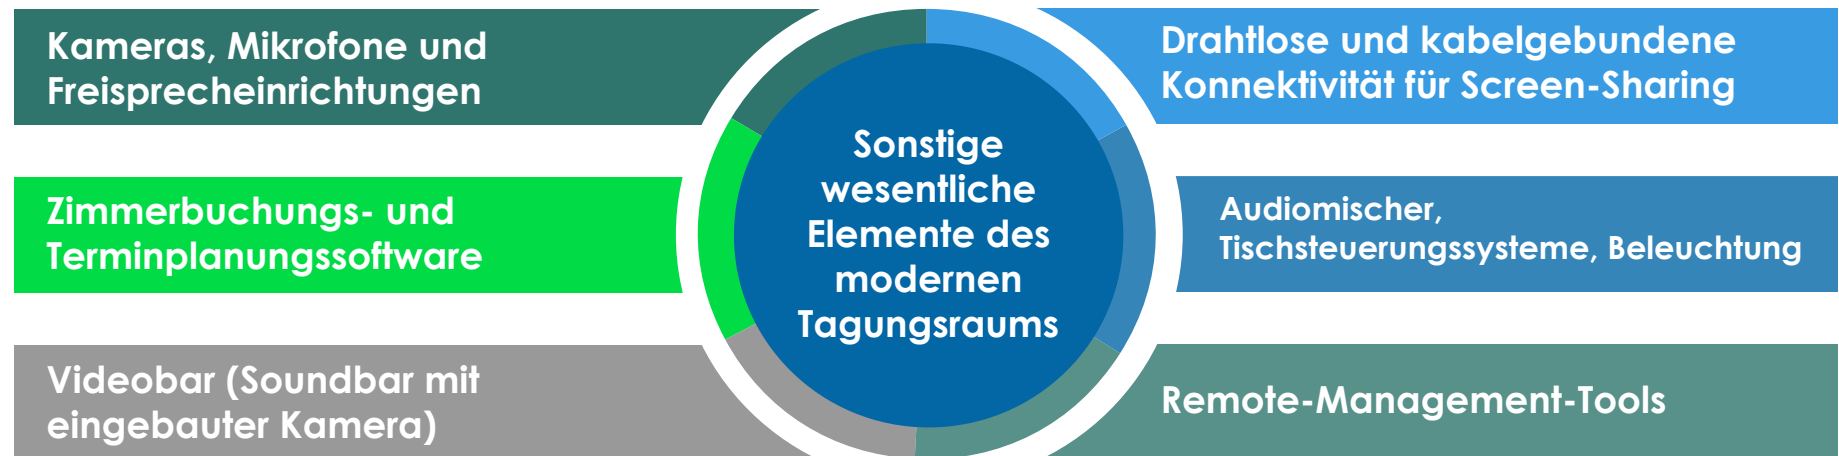 Kameras, Mikrofone und
Freisprecheinrichtungen
Zimmerbuchungs- und
Terminplanungssoftware
Videobar (Soundbar mit
eingebauter Kamera)
Sonstige
wesentliche
Elemente des
modernen
Tagungsraums
Drahtlose und kabelgebundene
Konnektivität für Screen-Sharing
Audiomischer,
Tischsteuerungssysteme, Beleuchtung
Remote-Management-Tools